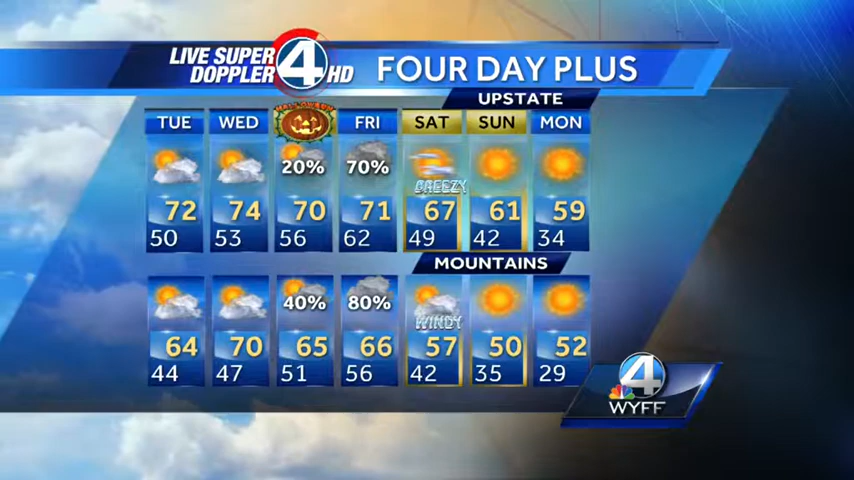 LIVE SUPER
DOPPLER 4 HD
FOUR DAY PLUS
UPSTATE
TUE WED HALLOWEEN FRI SAT SUN MON
20% 70%
BREEZY
72 74 70 71 67 61 59
50 53 56 62 49 42 34
MOUNTAINS
40% 80%
WINDY
64 70 65 66 57 50 52
44 47 51 56 42 35 29
4
WYFF